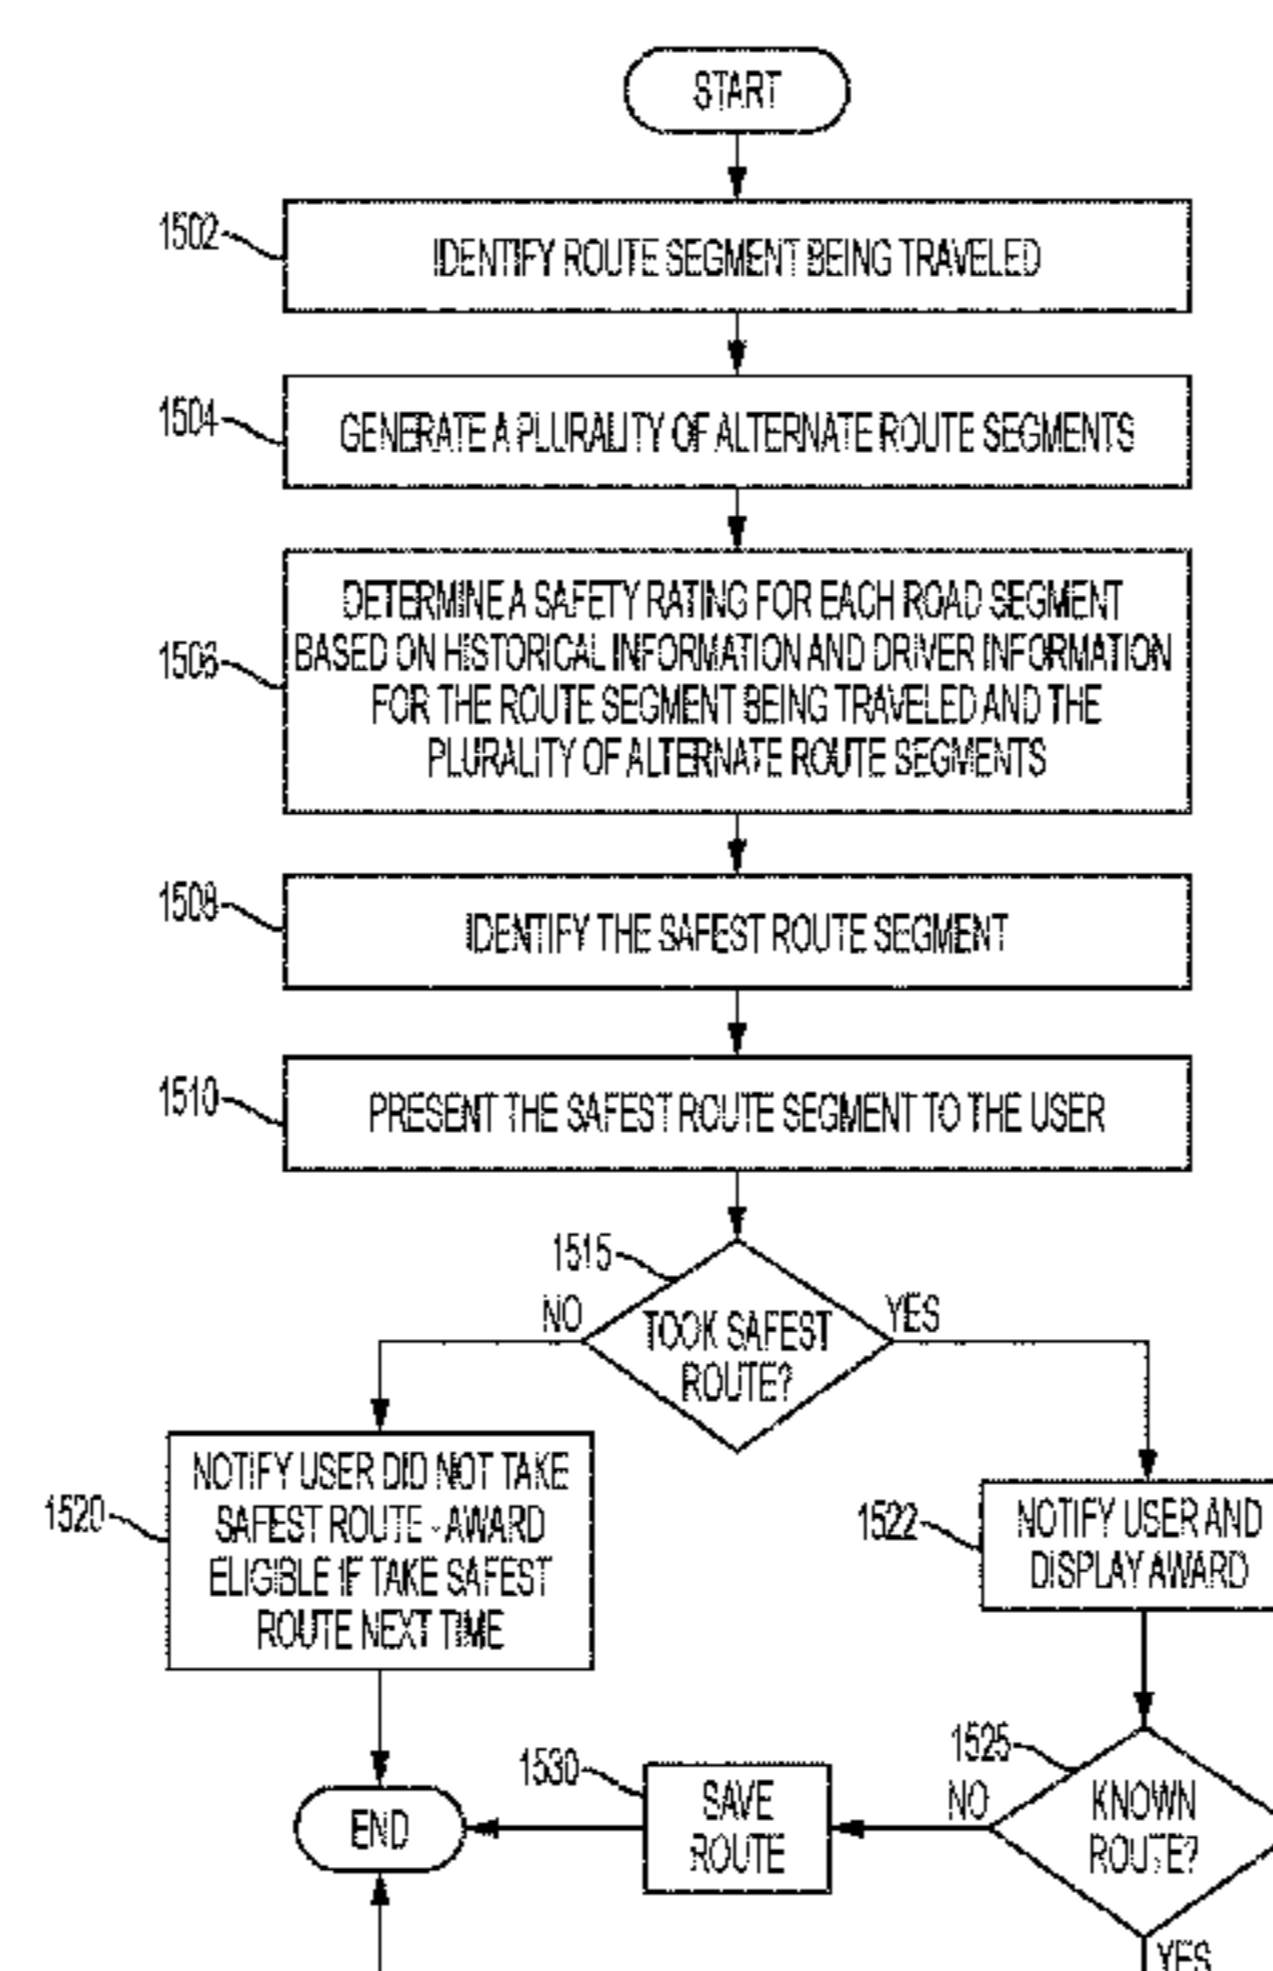 START
1502
IDENTIFY ROUTE SEGMENT BEING TRAVELED
1504
GENERATE A PLURALITY OF ALTERNATE ROUTE SEGMENTS
1506
DETERMINE A SAFETY RATING FOR EACH ROAD SEGMENT
BASED ON HISTORICAL INFORMATION AND DRIVER INFORMATION
FOR THE ROUTE SEGMENT BEING TRAVELED AND THE
PLURALITY OF ALTERNATE ROUTE SEGMENTS
1508
IDENTIFY THE SAFEST ROUTE SEGMENT
1510
PRESENT THE SAFEST ROUTE SEGMENT TO THE USER
1515
NO
TOOK SAFEST
ROUTE?
YES
1520
NOTIFY USER DID NOT TAKE
SAFEST ROUTE - AWARD
ELIGIBLE IF TAKE SAFEST
ROUTE NEXT TIME
1522
NOTIFY USER AND
DISPLAY AWARD
1525
KNOWN
ROUTE?
NO
1530
SAVE
ROUTE
END
YES